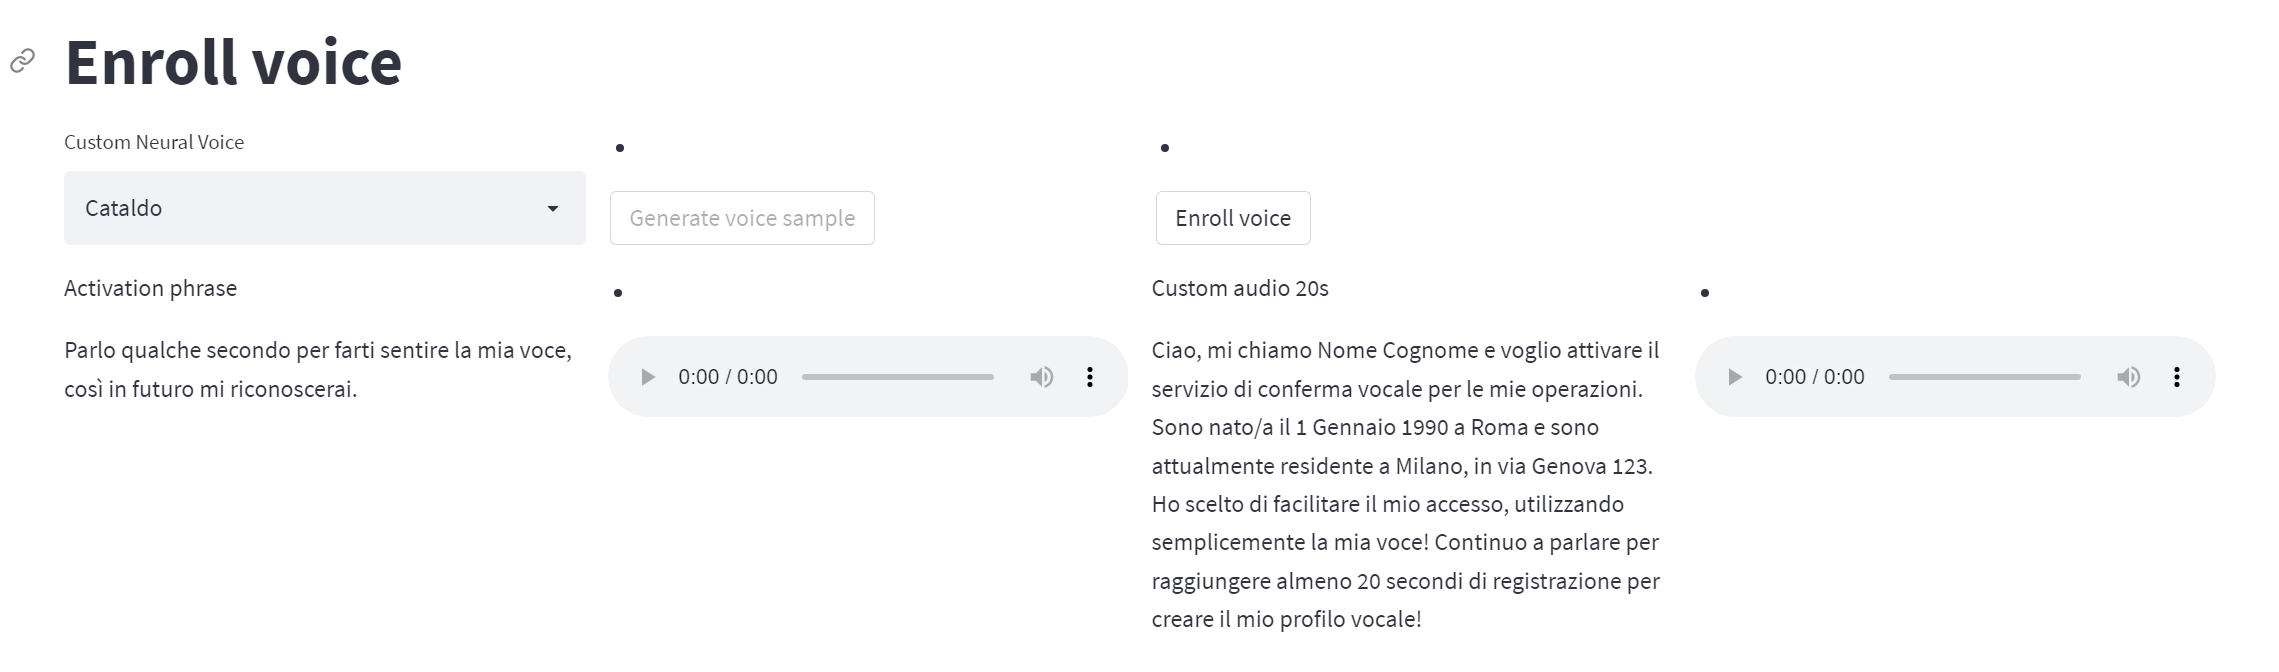 Enroll voice
Custom Neural Voice
Cataldo
Generate voice sample
Enroll voice
Activation phrase
Parlo qualche secondo per farti sentire la mia voce,
così in futuro mi riconoscerai.
0:00 / 0:00
Custom audio 20s
Ciao, mi chiamo Nome Cognome e voglio attivare il
servizio di conferma vocale per le mie operazioni.
Sono nato/a il 1 Gennaio 1990 a Roma e sono
attualmente residente a Milano, in via Genova 123.
Ho scelto di facilitare il mio accesso, utilizzando
semplicemente la mia voce! Continuo a parlare per
raggiungere almeno 20 secondi di registrazione per
creare il mio profilo vocale!
0:00 / 0:00